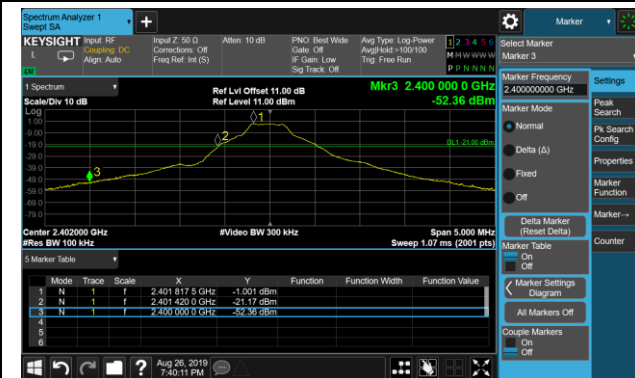 Spectrum Analyzer 1
Swept SA
+
Marker
KEYSIGHT
L
Input: RF
Coupling: DC
Align: Auto
Input Z: 50 Ω
Corrections: Off
Freq Ref: Int (S)
Atten: 10 dB
PNO: Best Wide
Gate: Off
IF Gain: Low
Sig Track: Off
Avg Type: Log-Power
Avg|Hold:>100/100
Trig: Free Run
1 2 3 4 5 6
M M W W W W
P P N N N N
Select Marker
Marker 3
1 Spectrum
Scale/Div 10 dB
Ref Lvl Offset 11.00 dB
Ref Level 11.00 dBm
Mkr3 2.400 000 0 GHz
-52.36 dBm
Log
1.00
-9.00
-19.0
-29.0
-39.0
-49.0
-59.0
-69.0
-79.0
1
2
3
DL1 -21.00 dBm
Center 2.402000 GHz
#Res BW 100 kHz
#Video BW 300 kHz
Span 5.000 MHz
Sweep 1.07 ms (2001 pts)
Marker Frequency
2.400000000 GHz
Marker Mode
Normal
Delta (Δ)
Fixed
Off
Delta Marker
(Reset Delta)
Marker Table
On
Off
Marker Settings
Diagram
All Markers Off
Couple Markers
On
Off
Settings
Peak
Search
Pk Search
Config
Properties
Marker
Function
Marker→
Counter
5 Marker Table
Mode Trace Scale X Y Function Function Width Function Value
1 N 1 f 2.401 817 5 GHz -1.001 dBm
2 N 1 f 2.401 420 0 GHz -21.17 dBm
3 N 1 f 2.400 000 0 GHz -52.36 dBm
4
5
6
?
Aug 26, 2019
7:40:11 PM